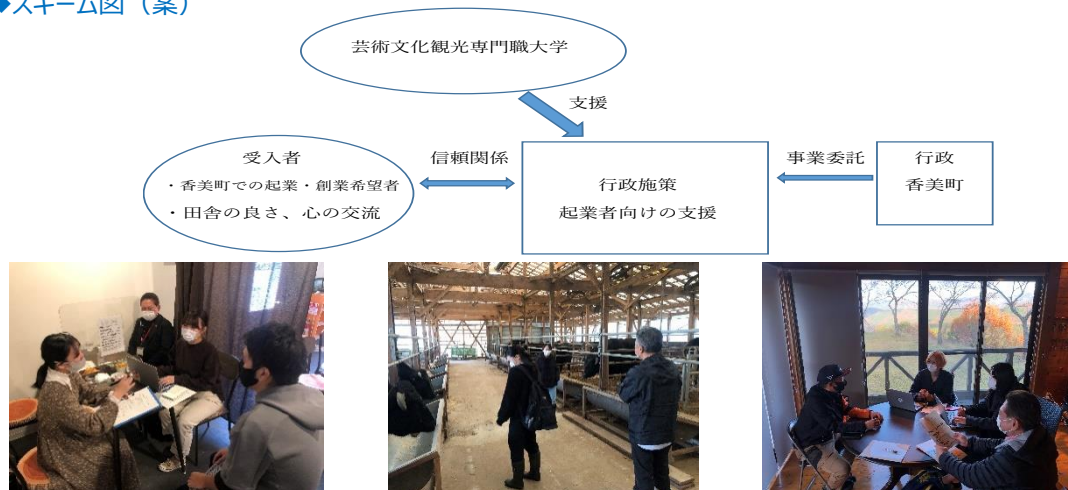 ◆スキーム図（案）
芸術文化観光専門職大学
支援
受入者
・香美町での起業・創業希望者
・田舎の良さ、心の交流
信頼関係
行政施策
起業者向けの支援
事業委託
行政
香美町